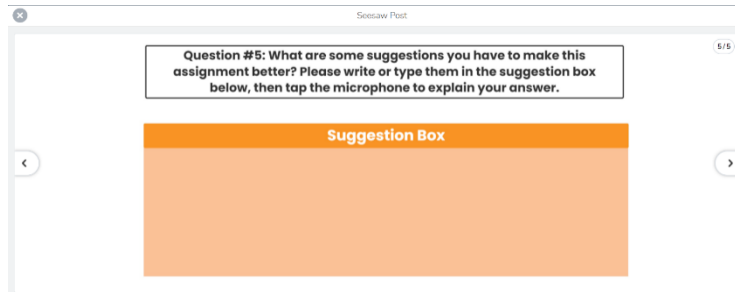 Seesaw Post
5/5
Question #5: What are some suggestions you have to make this
assignment better? Please write or type them in the suggestion box
below, then tap the microphone to explain your answer.
Suggestion Box